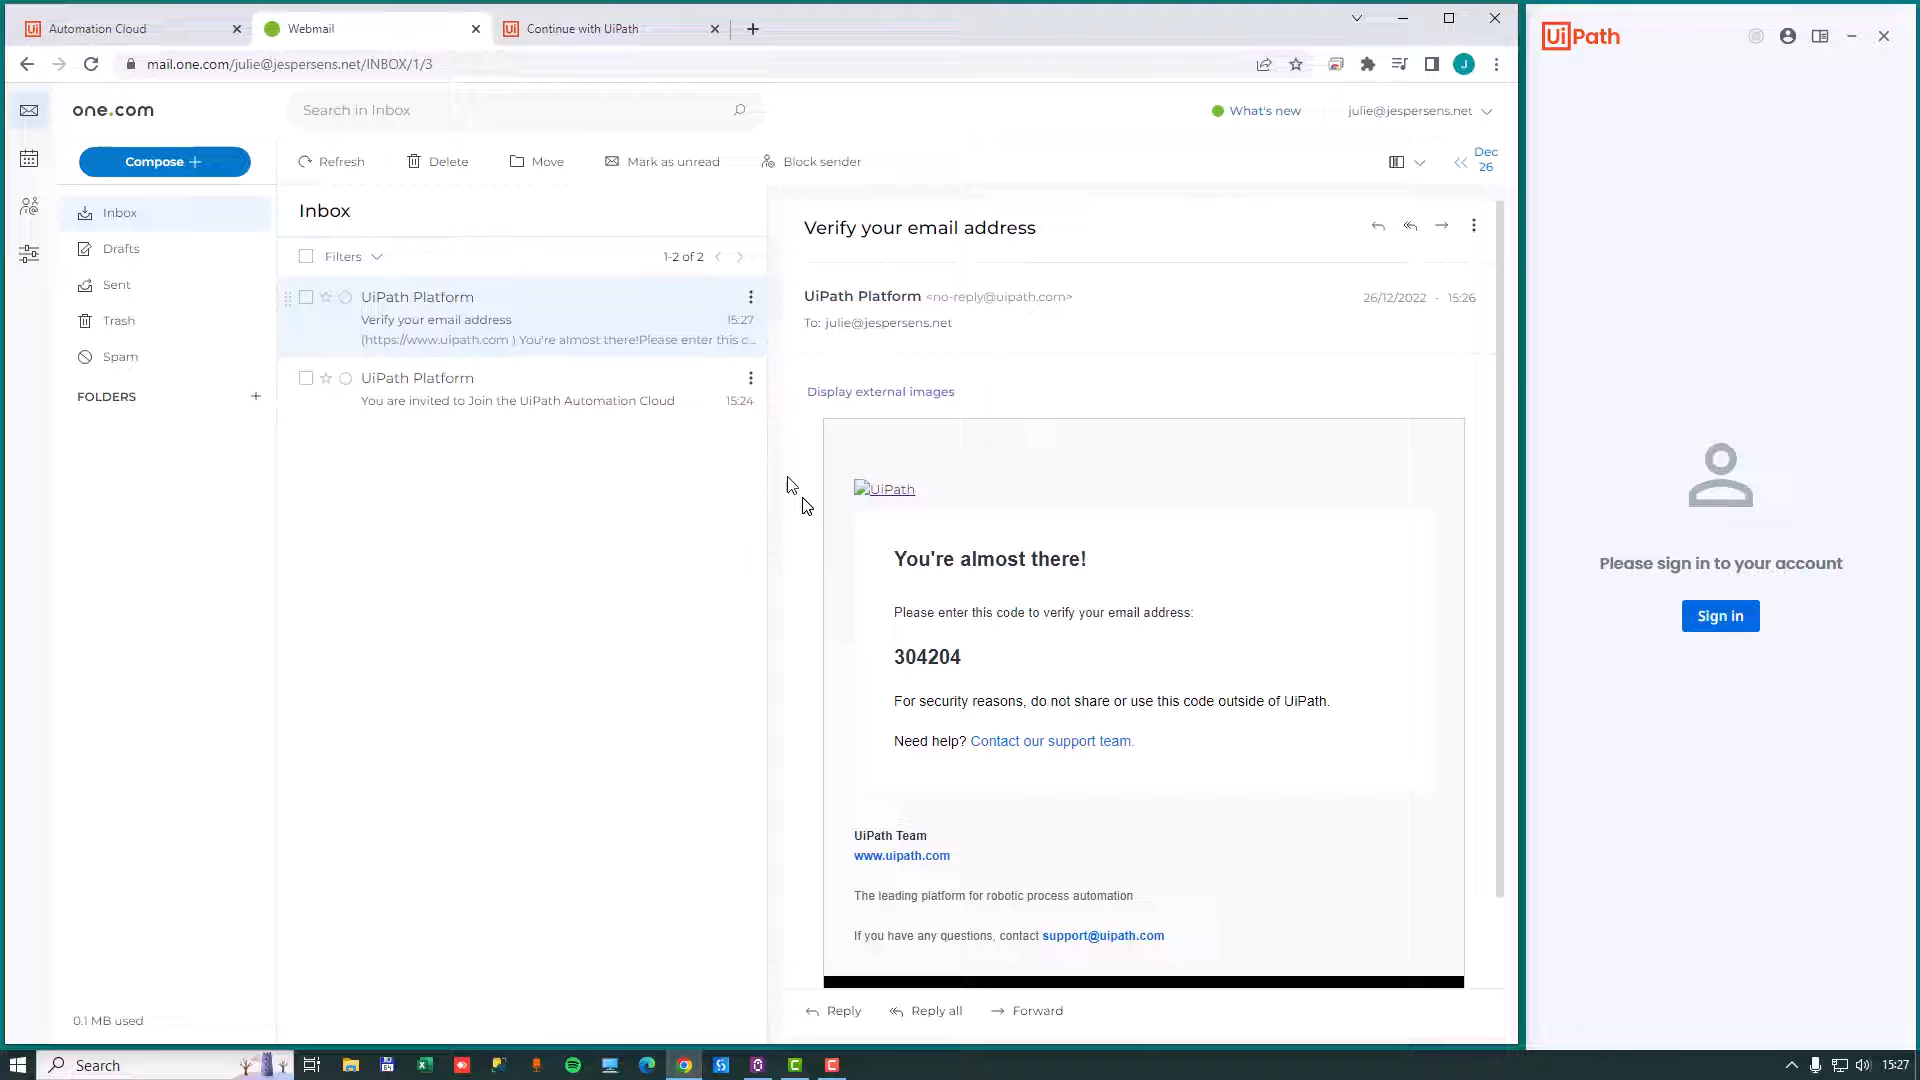 Automation Cloud
Webmail
Continue with UiPath
mail.one.com/julie@jespersens.net/INBOX/1/3
J
UiPath
one.com
Search in Inbox
What's new
julie@jespersens.net
Compose
Refresh
Delete
Move
Mark as unread
Block sender
Dec
26
Inbox
Drafts
Sent
Trash
Spam
FOLDERS
0.1 MB used
Inbox
Filters
1-2 of 2
UiPath Platform
Verify your email address
15:27
(https://www.uipath.com ) You're almost there!Please enter this c...
UiPath Platform
You are invited to Join the UiPath Automation Cloud
15:24
Verify your email address
UiPath Platform <no-reply@uipath.com>
26/12/2022 - 15:26
To: julie@jespersens.net
Display external images
UiPath
You're almost there!
Please enter this code to verify your email address:
304204
For security reasons, do not share or use this code outside of UiPath.
Need help? Contact our support team.
UiPath Team
www.uipath.com
The leading platform for robotic process automation
If you have any questions, contact support@uipath.com
Reply
Reply all
Forward
Please sign in to your account
Sign in
Search
15:27